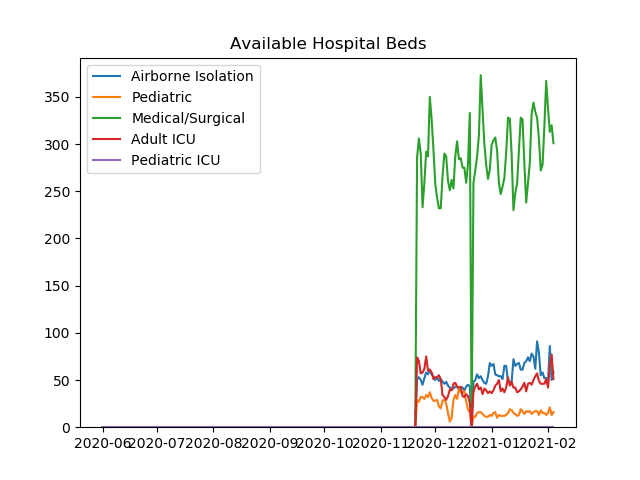 Available Hospital Beds
Airborne Isolation
Pediatric
Medical/Surgical
Adult ICU
Pediatric ICU
350
300
250
200
150
100
50
0
2020-06 2020-07 2020-08 2020-09 2020-10 2020-11 2020-12 2021-01 2021-02